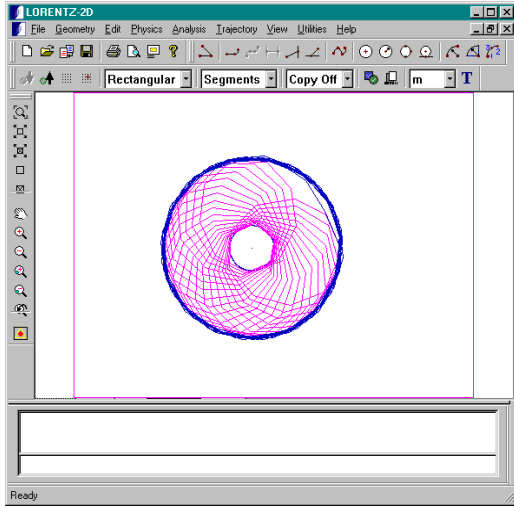 LORENTZ-2D
File Geometry Edit Physics Analysis Trajectory View Utilities Help
Rectangular Segments Copy Off m T
Ready